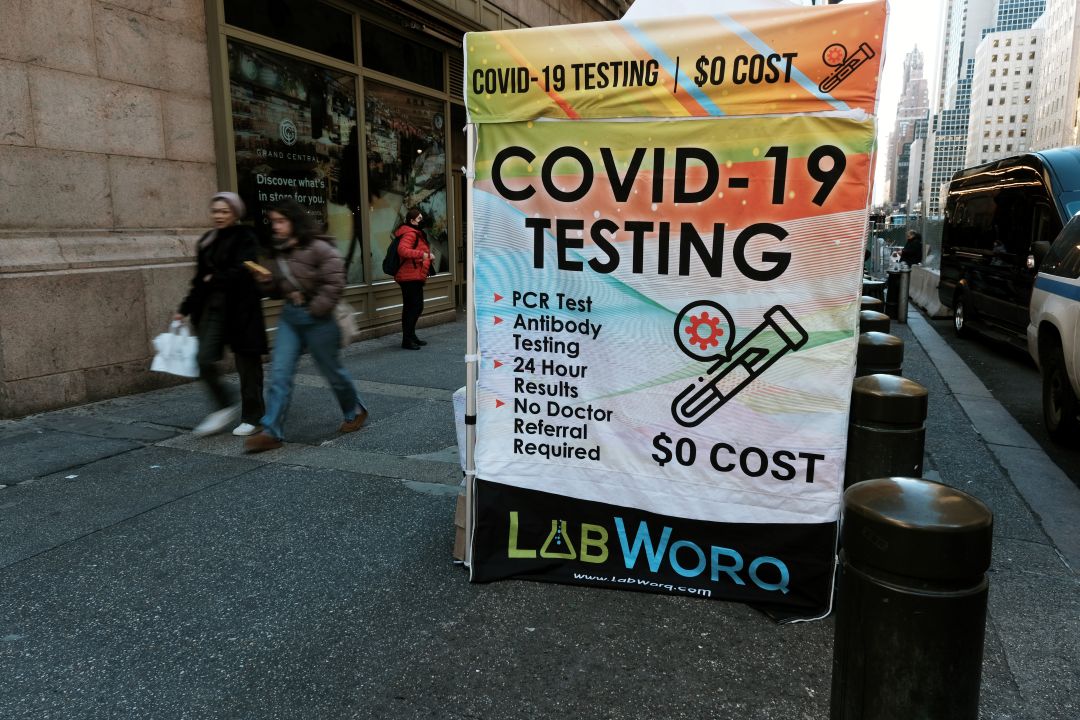 COVID-19 TESTING | $0 COST
COVID-19
TESTING
PCR Test
Antibody
Testing
24 Hour
Results
No Doctor
Referral
Required
$0 COST
LABWORQ
www.LabWorq.com
GRAND CENTRAL
Discover what's
in store for you.